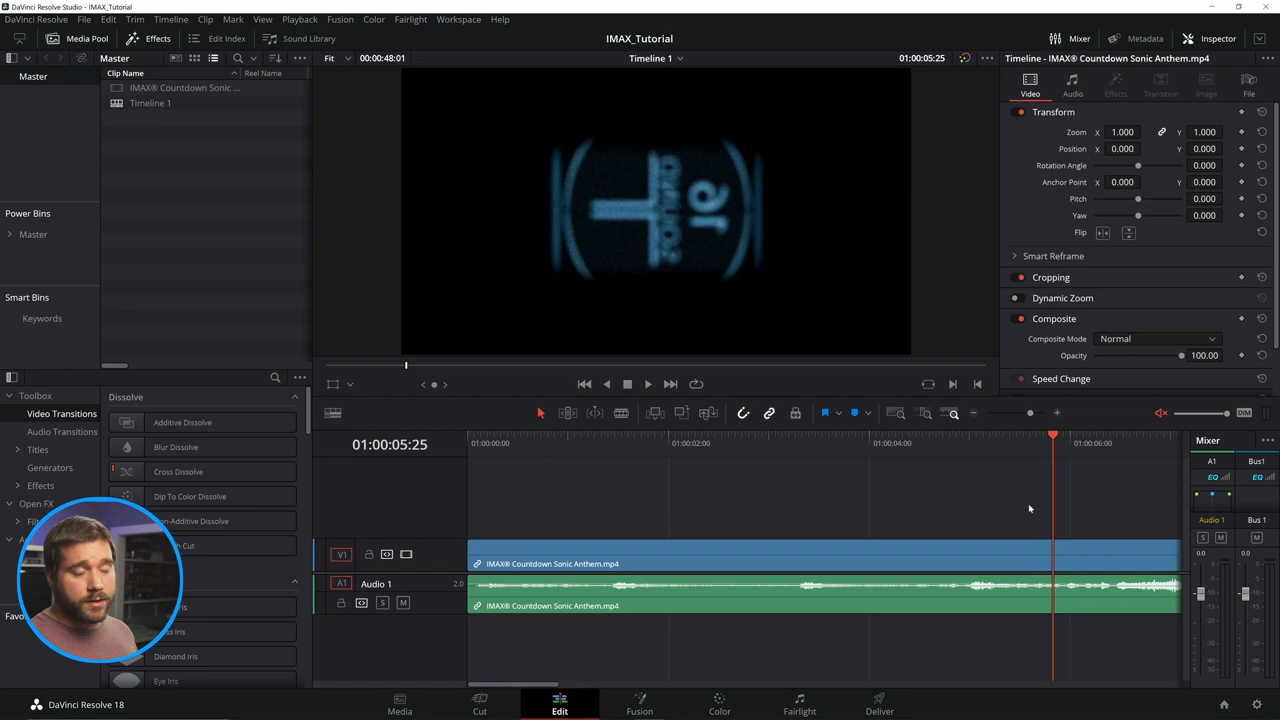 DaVinci Resolve Studio - IMAX_Tutorial
DaVinci Resolve File Edit Trim Timeline Clip Mark View Playback Fusion Color Fairlight Workspace Help
Media Pool Effects Edit Index Sound Library IMAX_Tutorial Mixer Metadata Inspector
Master Fit 00:00:48:01 Timeline 1 01:00:05:25 Timeline - IMAX® Countdown Sonic Anthem.mp4
Master Clip Name Reel Name
IMAX® Countdown Sonic ...
Timeline 1
Video Audio Effects Transition Image File
Transform
Zoom X 1.000 Y 1.000
Position X 0.000 Y 0.000
Rotation Angle 0.000
Anchor Point X 0.000 Y 0.000
Pitch 0.000
Yaw 0.000
Flip
Smart Reframe
Cropping
Dynamic Zoom
Composite
Composite Mode Normal
Opacity 100.00
Speed Change
Power Bins
Master
Smart Bins
Keywords
Toolbox
Video Transitions
Audio Transitions
Titles
Generators
Effects
Open FX
Dissolve
Additive Dissolve
Blur Dissolve
Cross Dissolve
Dip To Color Dissolve
Diamond Iris
Eye Iris
DIM
01:00:05:25
01:00:00:00 01:00:02:00 01:00:04:00 01:00:06:00
V1
IMAX® Countdown Sonic Anthem.mp4
A1 Audio 1 2.0
S M
IMAX® Countdown Sonic Anthem.mp4
Mixer
A1 Bus1
EQ EQ
Audio 1 Bus 1
S M M
0.0 0.0
DaVinci Resolve 18
Media Cut Edit Fusion Color Fairlight Deliver